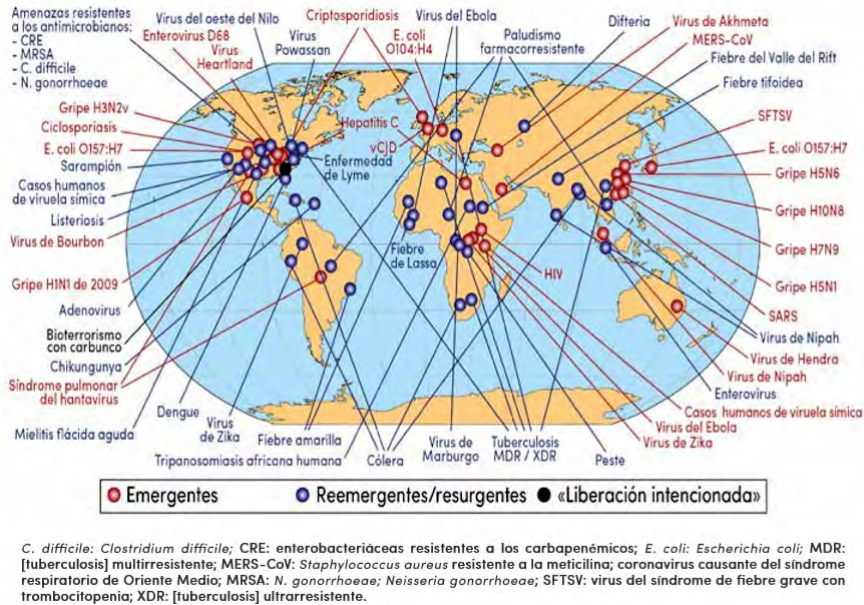 Amenazas resistentes
a los antimicrobianos:
- CRE
- MRSA
- C. difficile
- N. gonorrhoeae
Virus del oeste del Nilo
Enterovirus D68
Virus
Heartland
Virus
Powassan
Criptosporidiosis
E. coli
O104:H4
Virus del Ebola
Paludismo
farmacorresistente
Difteria
Virus de Akhmeta
MERS-CoV
Fiebre del Valle del Rift
Fiebre tifoidea
SFTSV
E. coli O157:H7
Gripe H5N6
Gripe H10N8
Gripe H7N9
Gripe H5N1
SARS
Virus de Nipah
Virus de Hendra
Virus de Nipah
Enterovirus
Casos humanos de viruela símica
Virus del Ebola
Virus de Zika
Gripe H3N2v
Ciclosporiasis
E. coli O157:H7
Sarampión
Casos humanos
de viruela símica
Listeriosis
Virus de Bourbon
Gripe H1N1 de 2009
Adenovirus
Bioterrorismo
con carbunco
Chikungunya
Síndrome pulmonar
del hantavirus
Mielitis flácida aguda
Hepatitis C
vCJD
Enfermedad
de Lyme
Fiebre
de Lassa
HIV
Dengue
Virus
de Zika
Fiebre amarilla
Tripanosomiasis africana humana
Cólera
Virus de
Marburgo
Tuberculosis
MDR / XDR
Peste
Emergentes
Reemergentes/resurgentes
«Liberación intencionada»
C. difficile: Clostridium difficile; CRE: enterobacteriáceas resistentes a los carbapenémicos; E. coli: Escherichia coli; MDR:
[tuberculosis] multirresistente; MERS-CoV: Staphylococcus aureus resistente a la meticilina; coronavirus causante del síndrome
respiratorio de Oriente Medio; MRSA: N. gonorrhoeae; Neisseria gonorrhoeae; SFTSV: virus del síndrome de fiebre grave con
trombocitopenia; XDR: [tuberculosis] ultrarresistente.